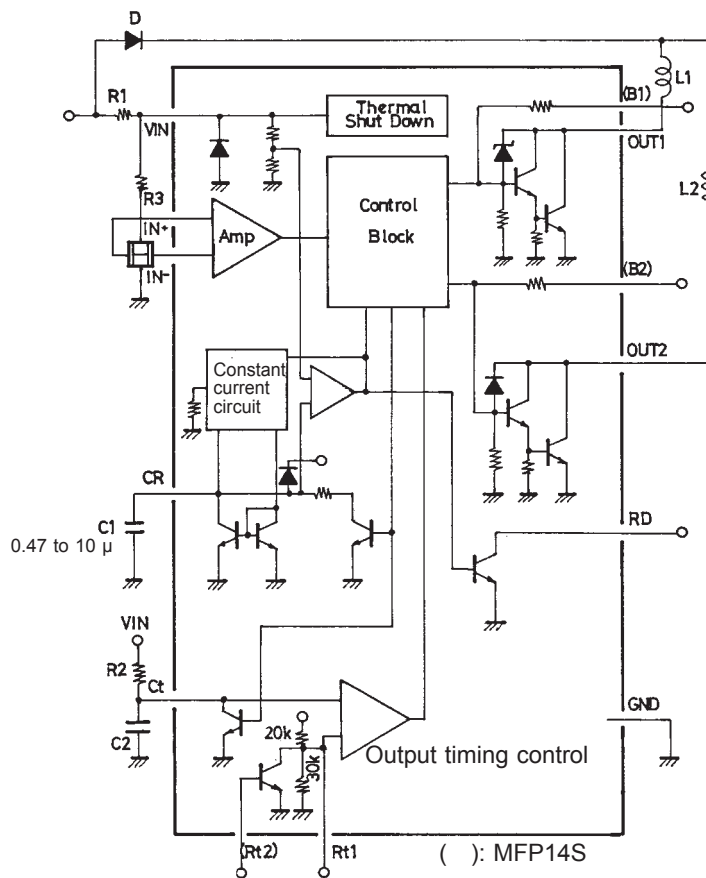 D
L1
R1
(B1)
VIN
Thermal
Shut Down
OUT1
R3
L2
IN+
Control
Block
Amp
IN-
(B2)
OUT2
Constant
current
circuit
CR
C1
0.47 to 10 µ
RD
VIN
R2
Ct
C2
GND
20k
30k
Output timing control
(Rt2)
Rt1
( ): MFP14S